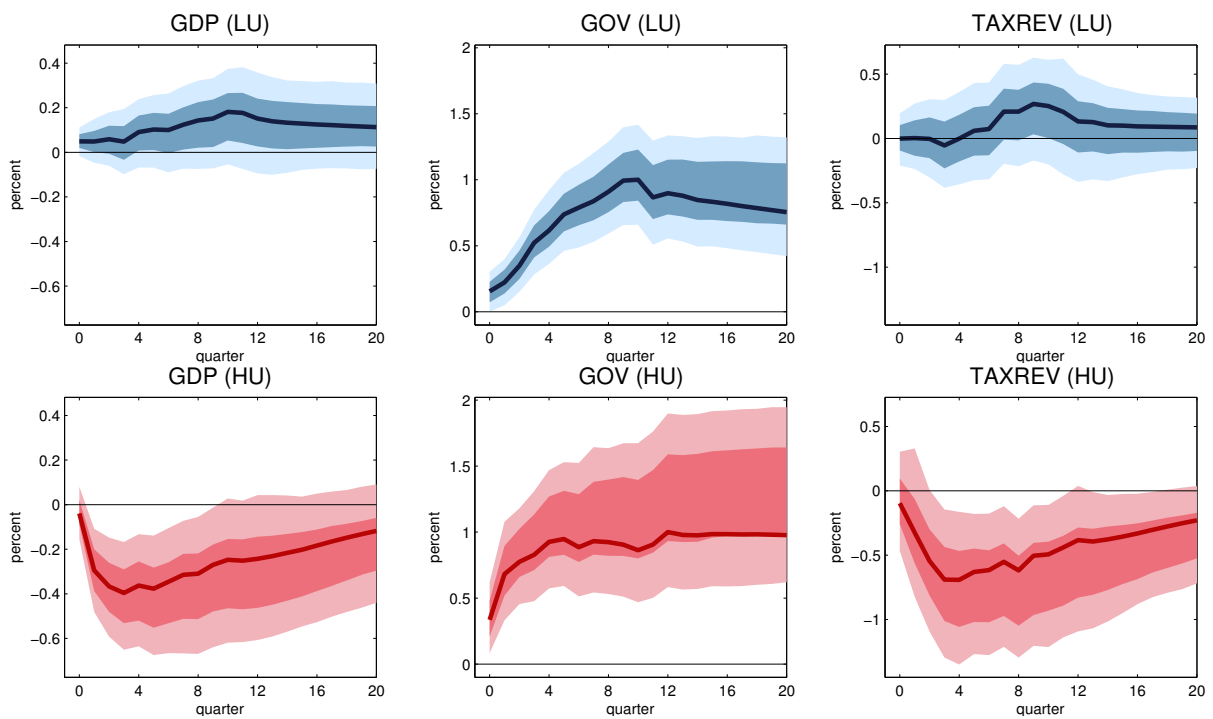 GDP (LU)
percent
0.4
0.2
0
−0.2
−0.4
−0.6
0 4 8 12 16 20
quarter
GOV (LU)
percent
2
1.5
1
0.5
0
0 4 8 12 16 20
quarter
TAXREV (LU)
percent
0.5
0
−0.5
−1
0 4 8 12 16 20
quarter
GDP (HU)
percent
0.4
0.2
0
−0.2
−0.4
−0.6
0 4 8 12 16 20
quarter
GOV (HU)
percent
2
1.5
1
0.5
0
0 4 8 12 16 20
quarter
TAXREV (HU)
percent
0.5
0
−0.5
−1
0 4 8 12 16 20
quarter